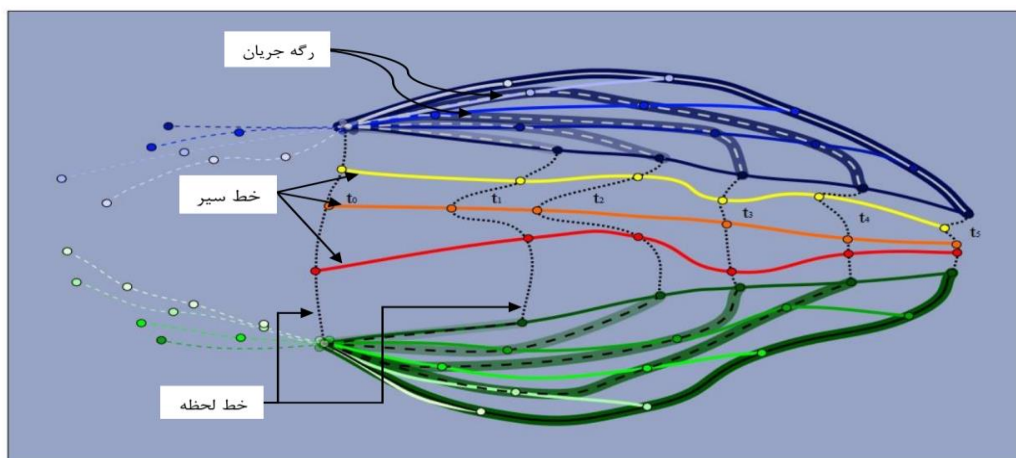 رگه جریان
خط سیر
t₀
t₁
t₂
t₃
t₄
t₅
خط لحظه